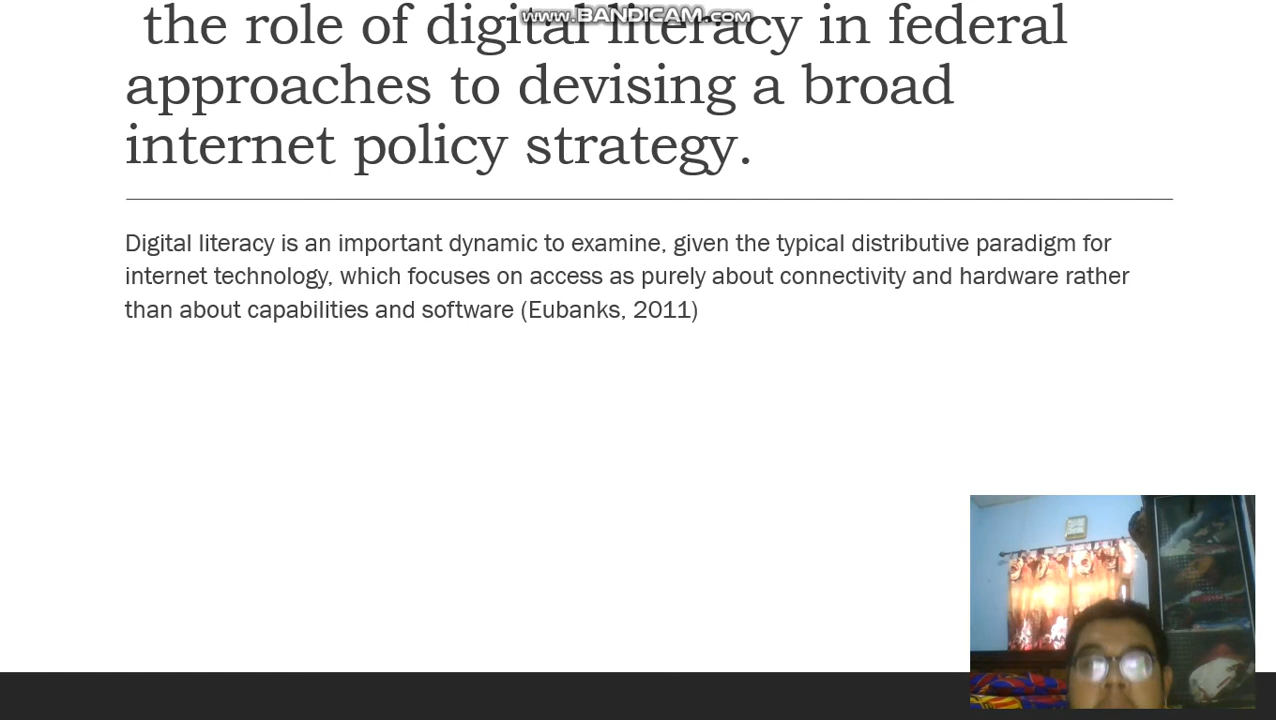 www.BANDICAM.com
the role of digital literacy in federal
approaches to devising a broad
internet policy strategy.
Digital literacy is an important dynamic to examine, given the typical distributive paradigm for
internet technology, which focuses on access as purely about connectivity and hardware rather
than about capabilities and software (Eubanks, 2011)